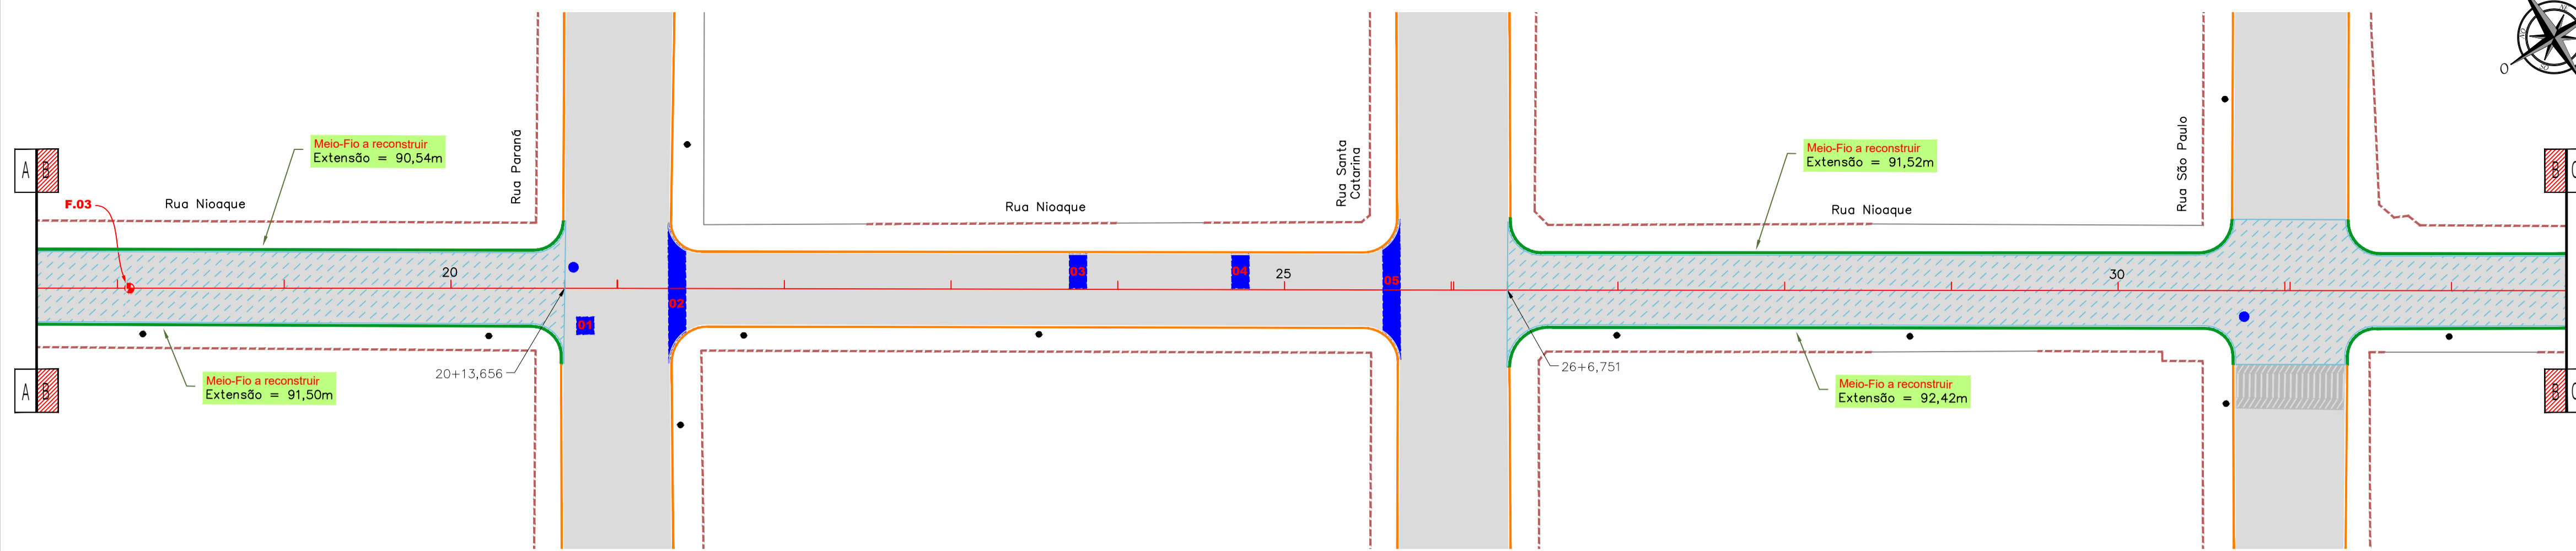 A B
F.03
Rua Nioaque
Meio-Fio a reconstruir
Extensão = 90,54m
Rua Paraná
20
A B
Meio-Fio a reconstruir
Extensão = 91,50m
20+13,656
01
02
Rua Nioaque
03
04
25
Rua Santa
Catarina
05
26+6,751
Meio-Fio a reconstruir
Extensão = 91,52m
Rua Nioaque
Rua São Paulo
30
Meio-Fio a reconstruir
Extensão = 92,42m
O
B C
B C